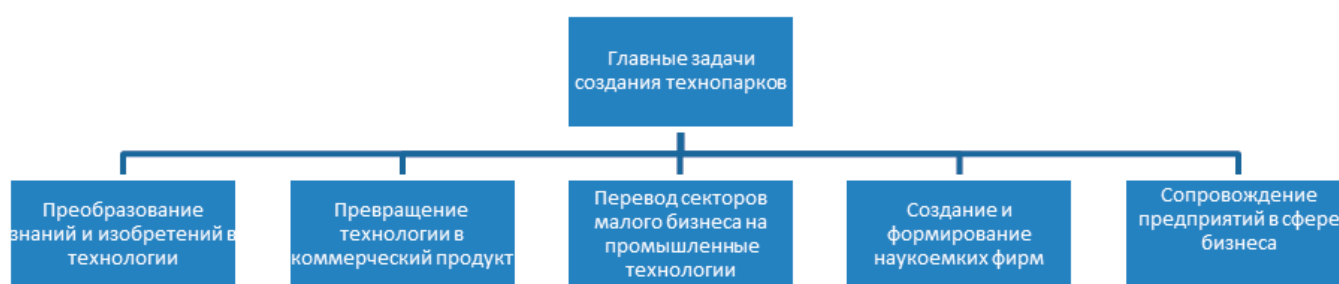 Главные задачи
создания технопарков
Преобразование
знаний и изобретений в
технологии
Превращение
технологии в
коммерческий продукт
Перевод секторов
малого бизнеса на
промышленные
технологии
Создание и
формирование
наукоемких фирм
Сопровождение
предприятий в сфере
бизнеса